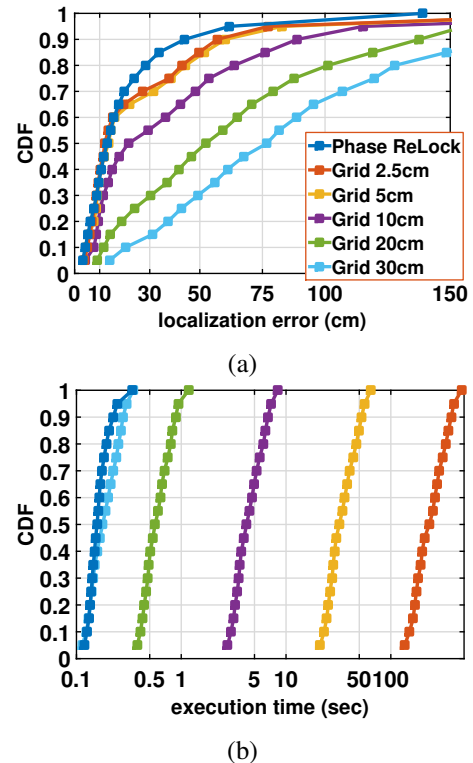 1
0.9
0.8
0.7
0.6
0.5
0.4
0.3
0.2
0.1
0
CDF
Phase ReLock
Grid 2.5cm
Grid 5cm
Grid 10cm
Grid 20cm
Grid 30cm
0 10 30 50 75 100 150
localization error (cm)
(a)
1
0.9
0.8
0.7
0.6
0.5
0.4
0.3
0.2
0.1
0
CDF
0.1 0.5 1 5 10 50 100
execution time (sec)
(b)